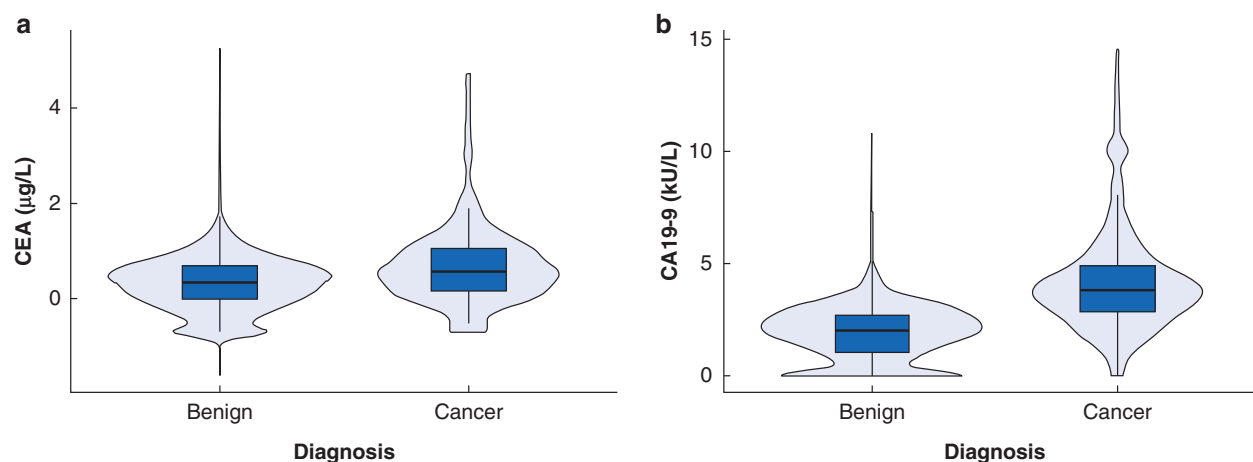 a
CEA (μg/L)
4
2
0
Benign
Cancer
Diagnosis
b
CA19-9 (kU/L)
15
10
5
0
Benign
Cancer
Diagnosis